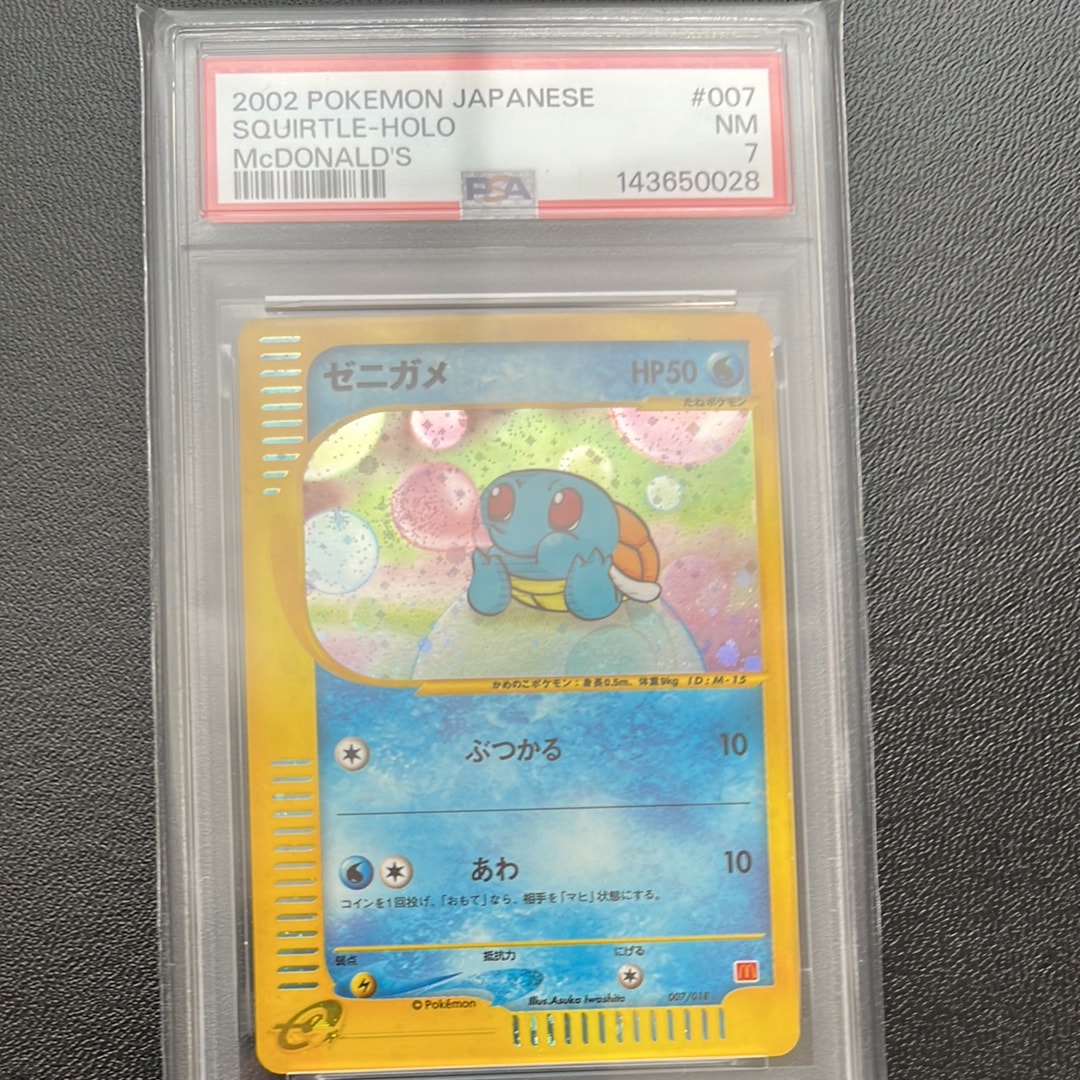 2002 POKEMON JAPANESE #007
SQUIRTLE-HOLO NM
McDONALD'S 7
PSA 143650028
ゼニガメ HP50
たねポケモン
かめのこポケモン：身長0.5m、体重9kg ID:M-15
ぶつかる 10
あわ 10
コインを1回投げ、「おもて」なら、相手を「マヒ」状態にする。
弱点 抵抗力 にげる
© Pokémon Illus.Asuka Iwashita 007/018
e